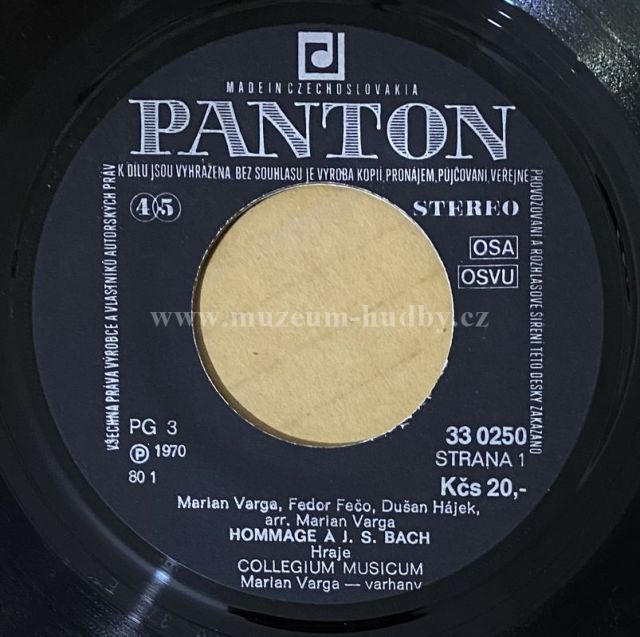 MADE IN CZECHOSLOVAKIA
PANTON
VŠECHNA PRÁVA VÝROBCE A VLASTNÍKŮ AUTORSKÝCH PRÁV
K DÍLU JSOU VYHRAŽENA. BEZ SOUHLASU JE VÝROBA KOPIÍ, PRONÁJEM, PŮJČOVÁNÍ, VEŘEJNÉ
PROVOZOVÁNÍ A ROZHLASOVÉ ŠÍŘENÍ TÉTO DESKY ZAKÁZÁNO
45
STEREO
OSA
OSVU
www.muzeum-hudby.cz
PG 3
Ⓟ 1970
80 1
33 0250
STRANA 1
Kčs 20,-
Marian Varga, Fedor Fečo, Dušan Hájek,
arr. Marian Varga
HOMMAGE À J. S. BACH
Hraje
COLLEGIUM MUSICUM
Marian Varga — varhany